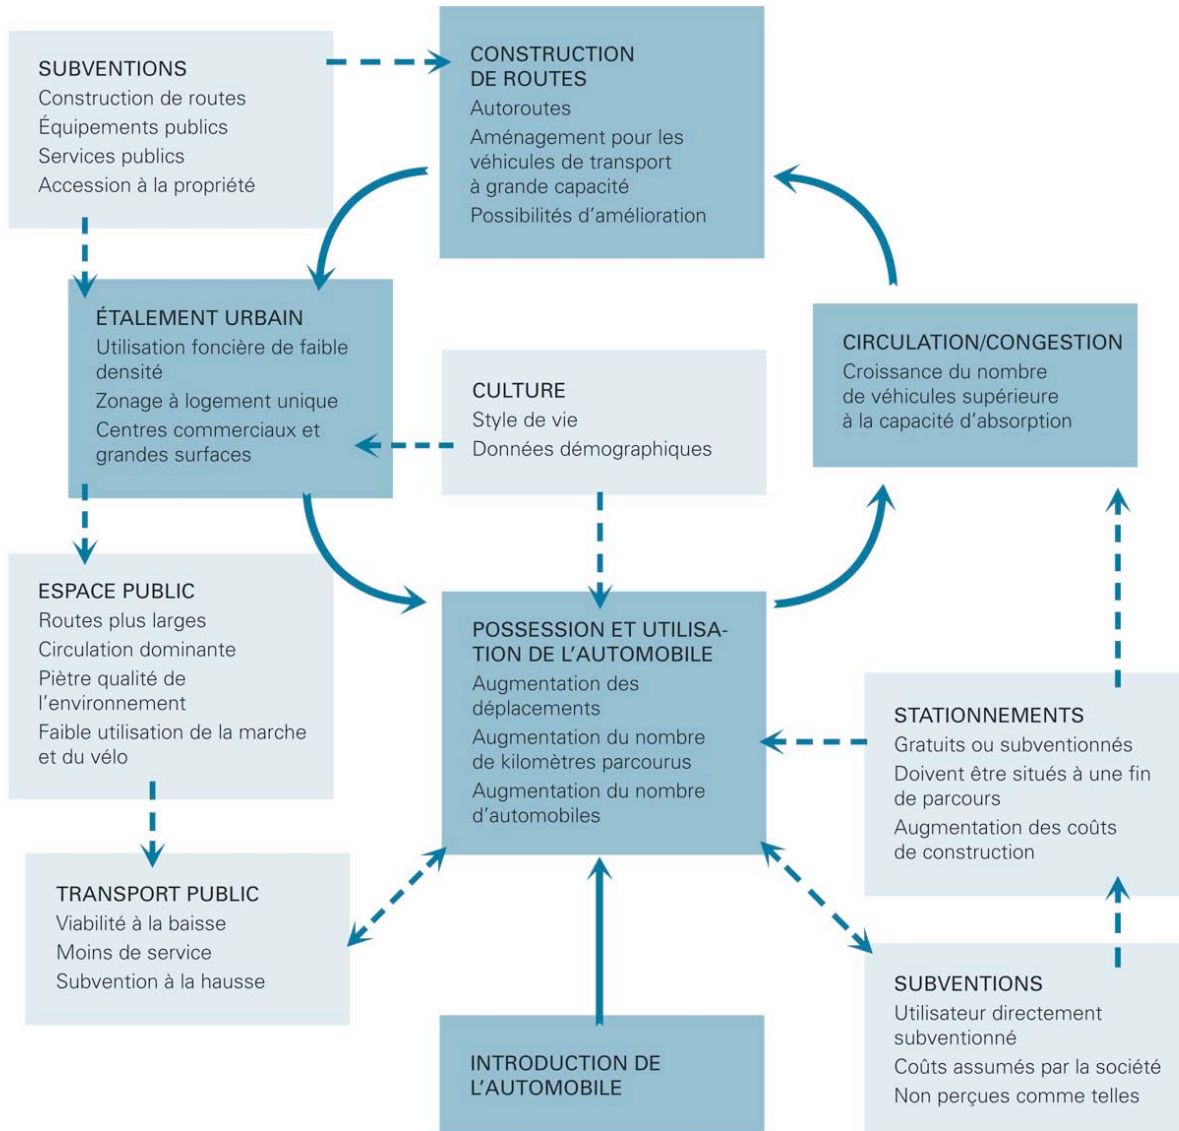 SUBVENTIONS
Construction de routes
Équipements publics
Services publics
Accession à la propriété
CONSTRUCTION
DE ROUTES
Autoroutes
Aménagement pour les
véhicules de transport
à grande capacité
Possibilités d'amélioration
ÉTALEMENT URBAIN
Utilisation foncière de faible
densité
Zonage à logement unique
Centres commerciaux et
grandes surfaces
CULTURE
Style de vie
Données démographiques
CIRCULATION/CONGESTION
Croissance du nombre
de véhicules supérieure
à la capacité d'absorption
ESPACE PUBLIC
Routes plus larges
Circulation dominante
Piètre qualité de
l'environnement
Faible utilisation de la marche
et du vélo
POSSESSION ET UTILISA-
TION DE L'AUTOMOBILE
Augmentation des
déplacements
Augmentation du nombre
de kilomètres parcourus
Augmentation du nombre
d'automobiles
STATIONNEMENTS
Gratuits ou subventionnés
Doivent être situés à une fin
de parcours
Augmentation des coûts
de construction
TRANSPORT PUBLIC
Viabilité à la baisse
Moins de service
Subvention à la hausse
INTRODUCTION DE
L'AUTOMOBILE
SUBVENTIONS
Utilisateur directement
subventionné
Coûts assumés par la société
Non perçues comme telles